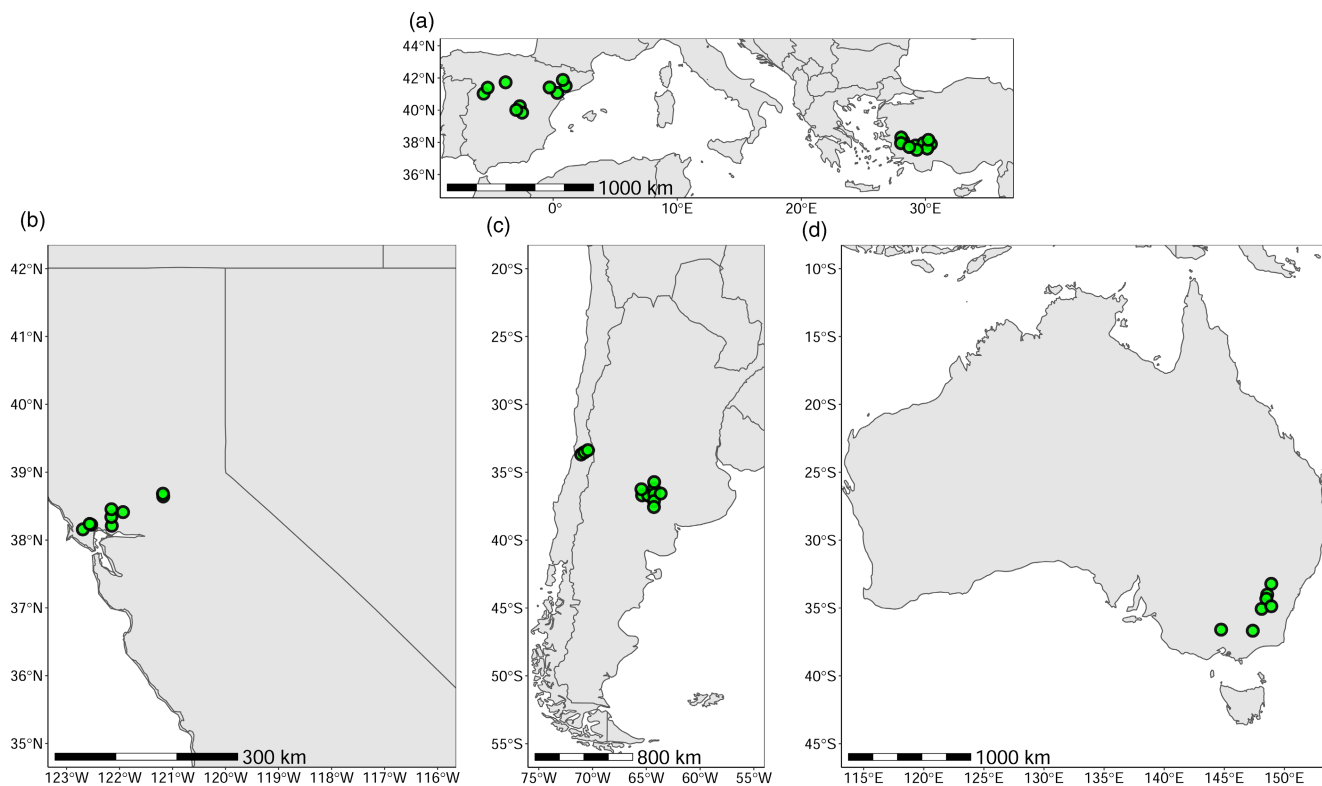 (a)
44°N
42°N
40°N
38°N
36°N
1000 km
0°
10°E
20°E
30°E
(b)
42°N
41°N
40°N
39°N
38°N
37°N
36°N
35°N
300 km
123°W
122°W
121°W
120°W
119°W
118°W
117°W
116°W
(c)
20°S
25°S
30°S
35°S
40°S
45°S
50°S
55°S
800 km
75°W
70°W
65°W
60°W
55°W
(d)
10°S
15°S
20°S
25°S
30°S
35°S
40°S
45°S
1000 km
115°E
120°E
125°E
130°E
135°E
140°E
145°E
150°E